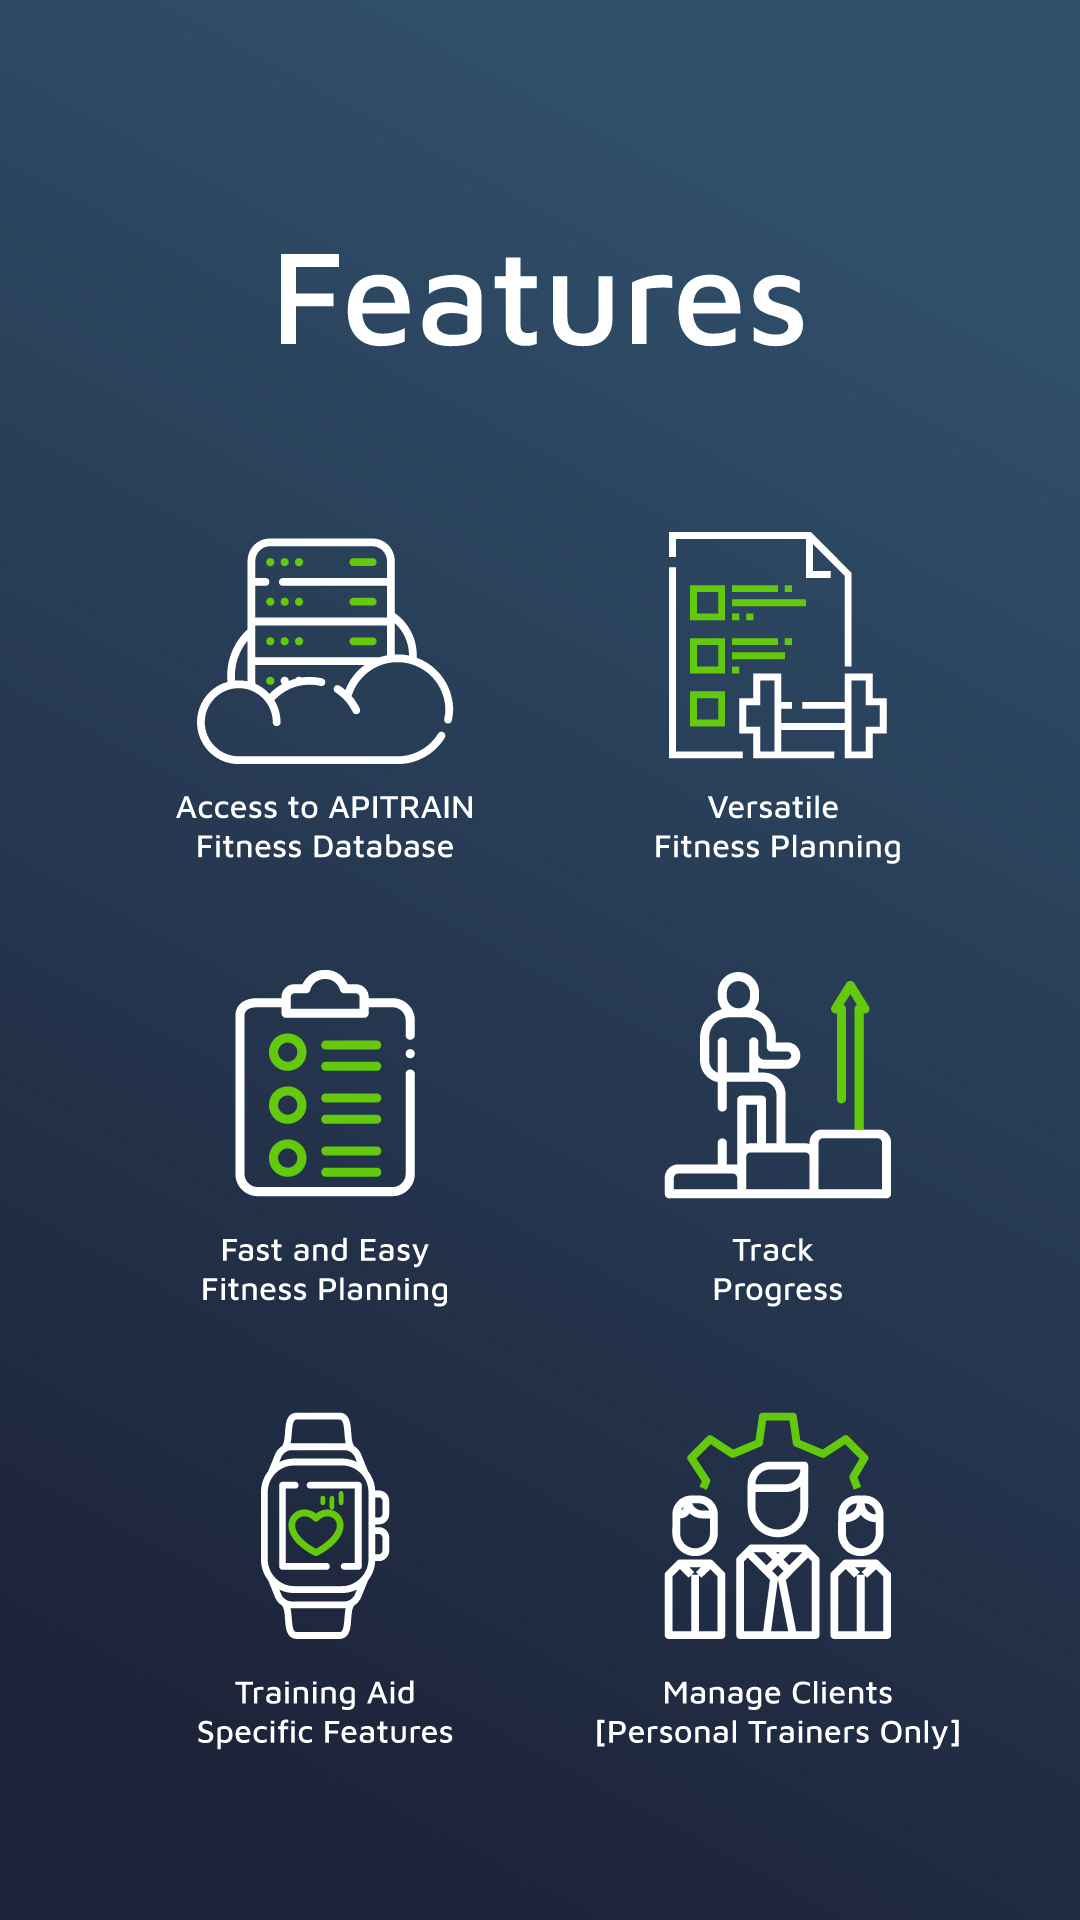 Features
Access to APITRAIN
Fitness Database
Versatile
Fitness Planning
Fast and Easy
Fitness Planning
Track
Progress
Training Aid
Specific Features
Manage Clients
[Personal Trainers Only]